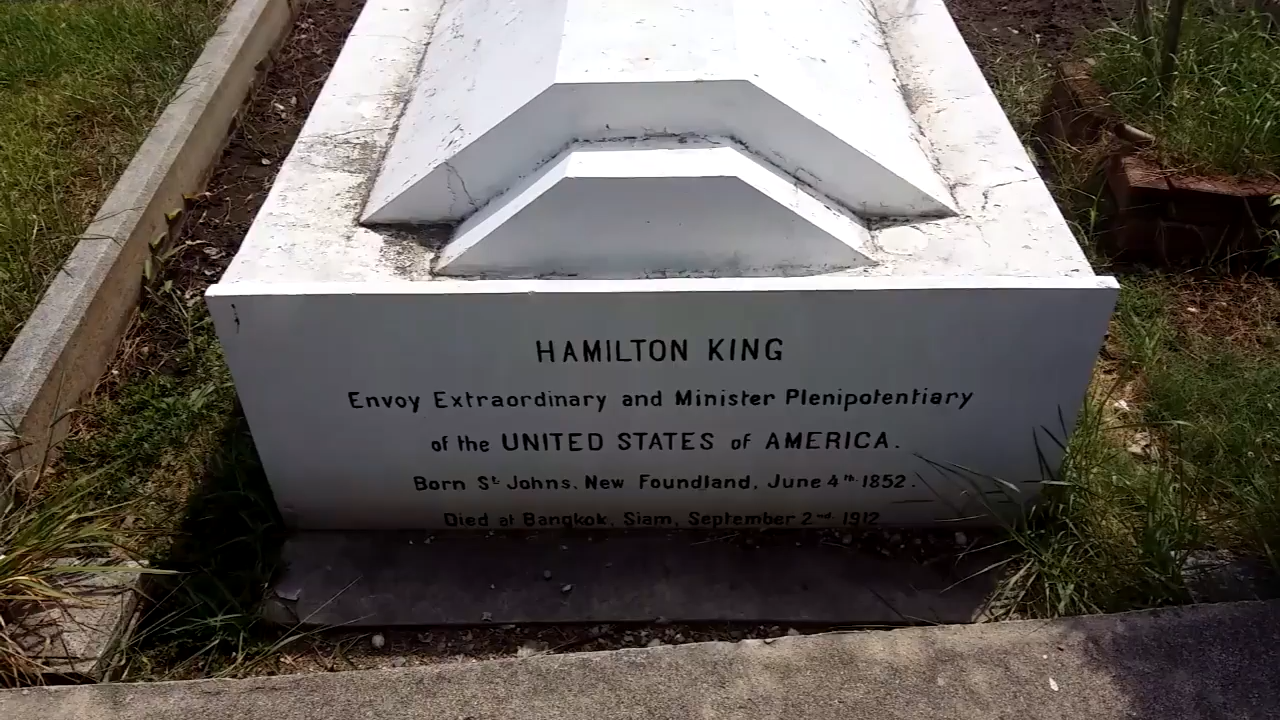 HAMILTON KING
Envoy Extraordinary and Minister Plenipotentiary
of the UNITED STATES of AMERICA.
Born St. Johns. New Foundland, June 4th. 1852.
Died at Bangkok, Siam, September 2nd. 1912